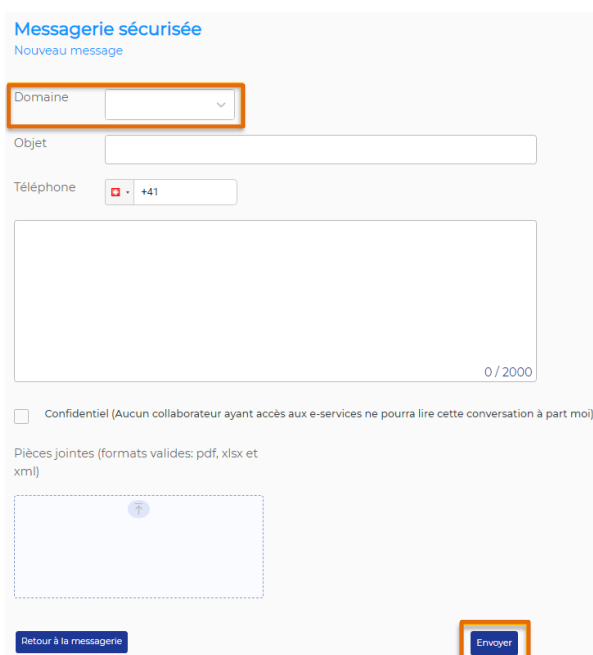 Messagerie sécurisée
Nouveau message
Domaine
Objet
Téléphone
+41
0 / 2000
Confidentiel (Aucun collaborateur ayant accès aux e-services ne pourra lire cette conversation à part moi)
Pièces jointes (formats valides: pdf, xlsx et
xml)
Retour à la messagerie
Envoyer